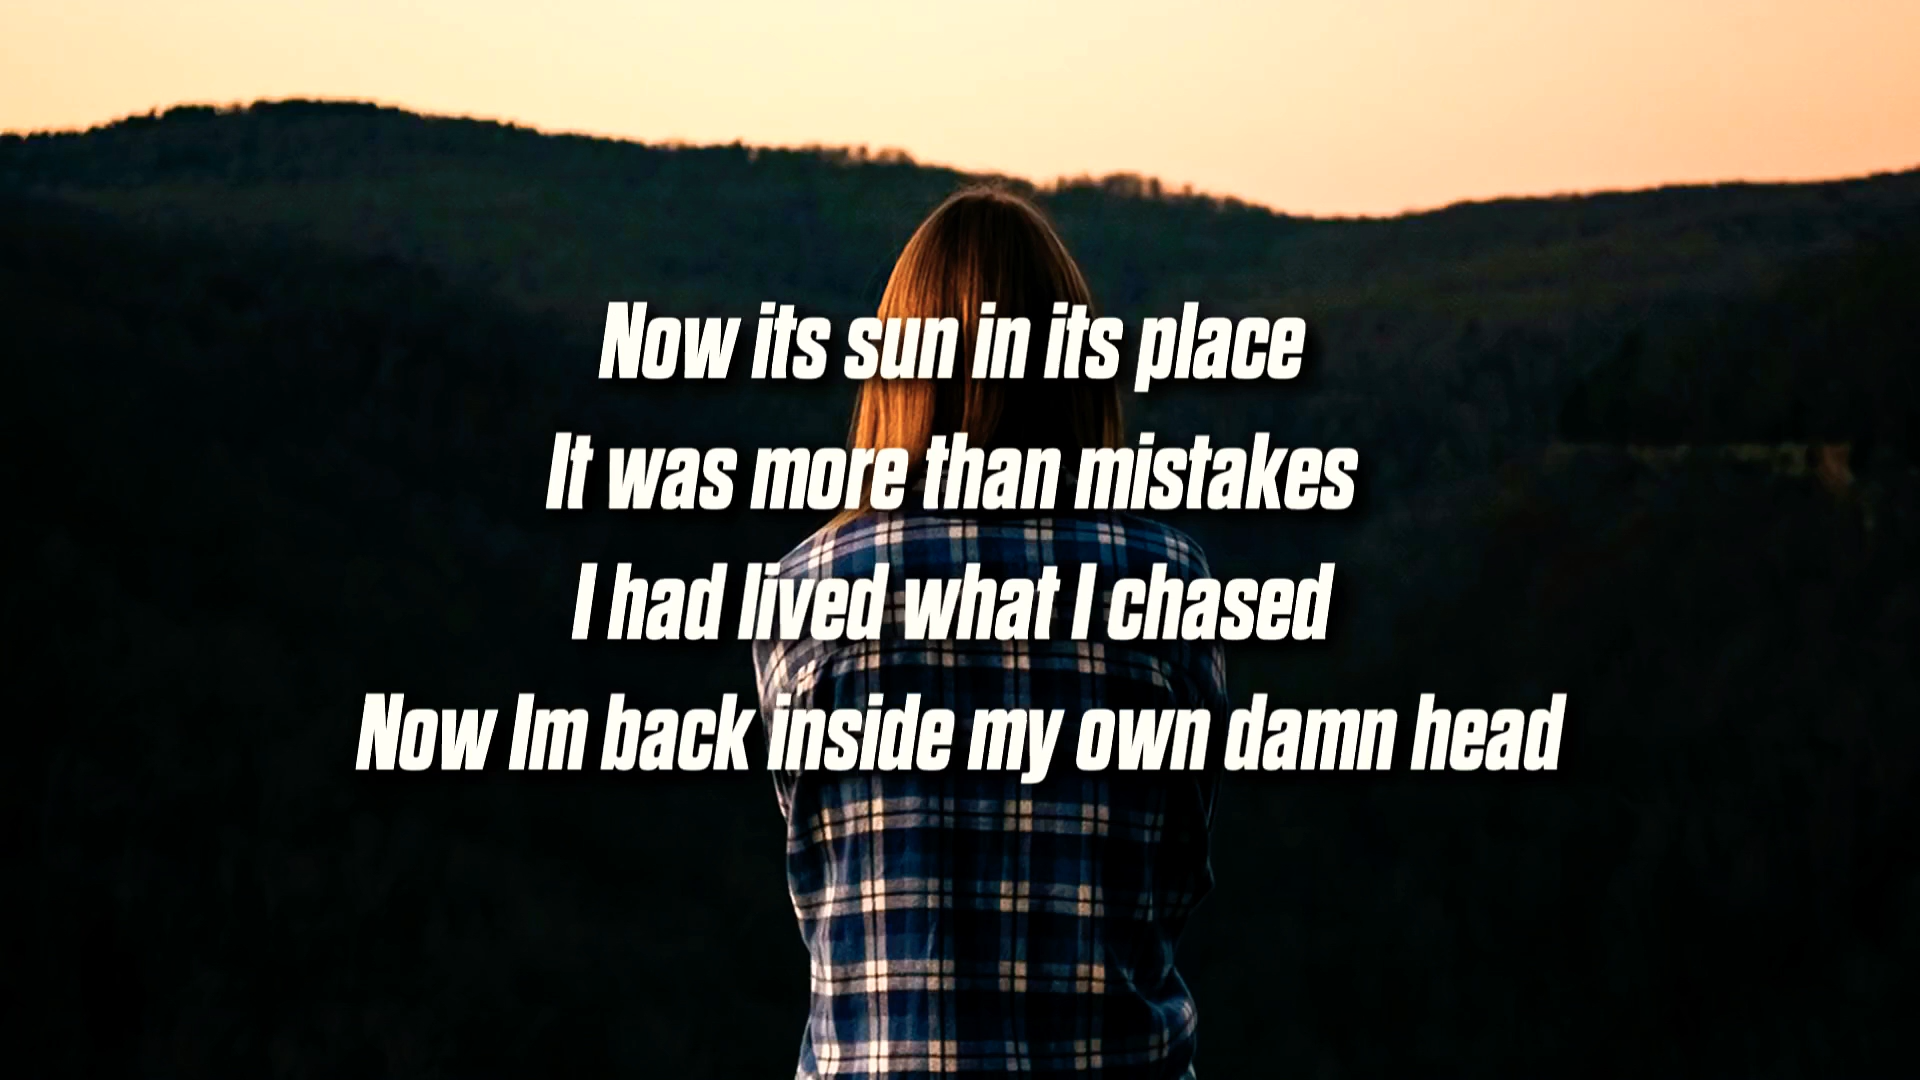 Now its sun in its place
It was more than mistakes
I had lived what I chased
Now Im back inside my own damn head